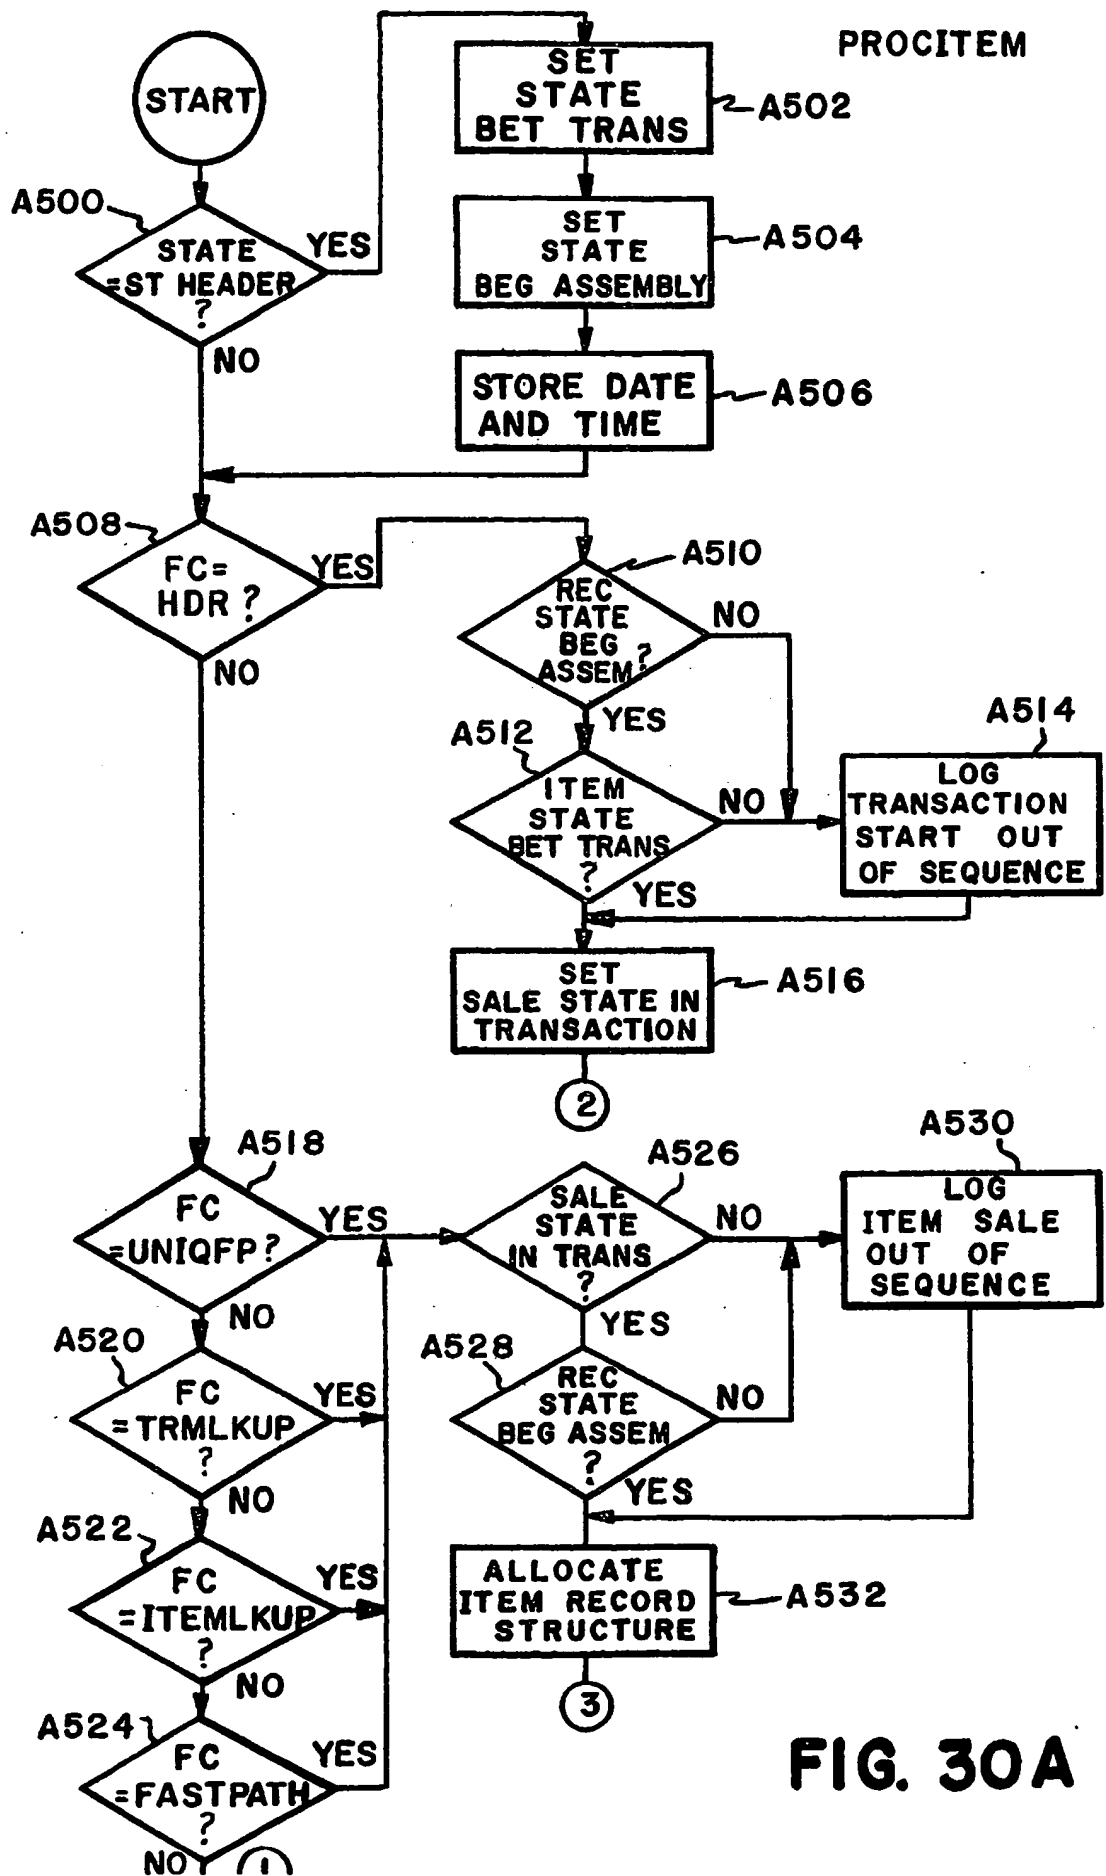 PROCITEM
START
SET
STATE
BET TRANS
A502
A500
STATE
=ST HEADER
?
YES
NO
SET
STATE
BEG ASSEMBLY
A504
STORE DATE
AND TIME
A506
A508
FC=
HDR?
YES
NO
A510
REC
STATE
BEG
ASSEM?
NO
YES
A512
ITEM
STATE
BET TRANS
?
NO
YES
A514
LOG
TRANSACTION
START OUT
OF SEQUENCE
SET
SALE STATE IN
TRANSACTION
A516
2
A518
FC
=UNIQFP?
YES
NO
A526
SALE
STATE
IN TRANS
?
NO
YES
A530
LOG
ITEM SALE
OUT OF
SEQUENCE
A520
FC
=TRMLKUP
?
YES
NO
A528
REC
STATE
BEG ASSEM
?
NO
YES
A522
FC
=ITEMLKUP
?
YES
NO
ALLOCATE
ITEM RECORD
STRUCTURE
A532
3
A524
FC
=FASTPATH
?
YES
NO
1
FIG. 30A